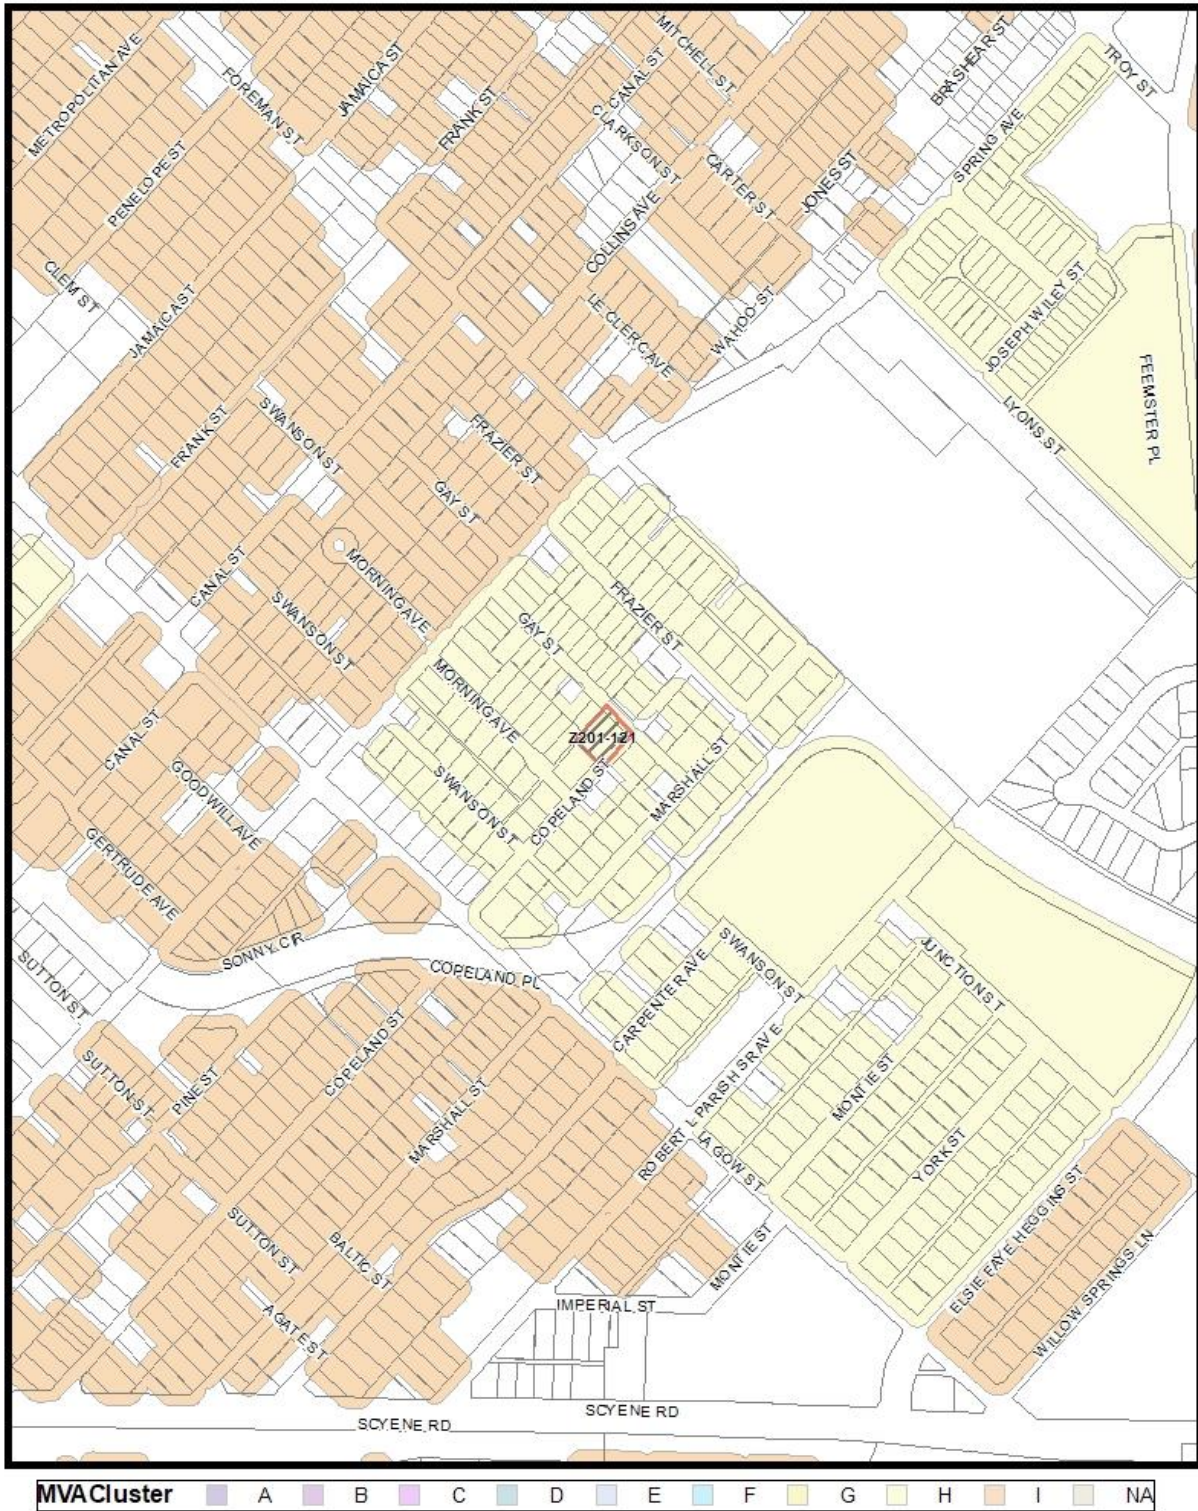 METROPOLITAN AVE
FOREMAN ST
JAMAICA ST
MITCHELL ST
CANAL ST
BRASHEAR ST
TROY ST
FRANK ST
CLARKSON ST
PENELOPE ST
CARTER ST
JONES ST
SPRING AVE
COLLINS AVE
CLEM ST
JAMAICA ST
LE CLERC AVE
WAHOO ST
JOSEPH WILEY ST
FEEMSTER PL
FRANK ST
SWANSON ST
FRAZIER ST
LYONS ST
GAY ST
CANAL ST
MORNING AVE
SWANSON ST
FRAZIER ST
GAY ST
MORNING AVE
Z201-121
CANAL ST
GOODWILL AVE
SWANSON ST
COPELAND ST
MARSHALL ST
GERTRUDE AVE
SUTTON ST
SONNY CIR
COPELAND PL
SWANSON ST
JUNCTION ST
CARPENTER AVE
SUTTON ST
PINE ST
COPELAND ST
MARSHALL ST
ROBERT L PARISH SR AVE
MONTIE ST
LAGOW ST
YORK ST
SUTTON ST
BALTIC ST
AGATE ST
MONTIE ST
ELSIE FAYE HEGGINS ST
WILLOW SPRINGS LN
IMPERIAL ST
SCYENE RD
SCYENE RD
MVA Cluster A B C D E F G H I NA